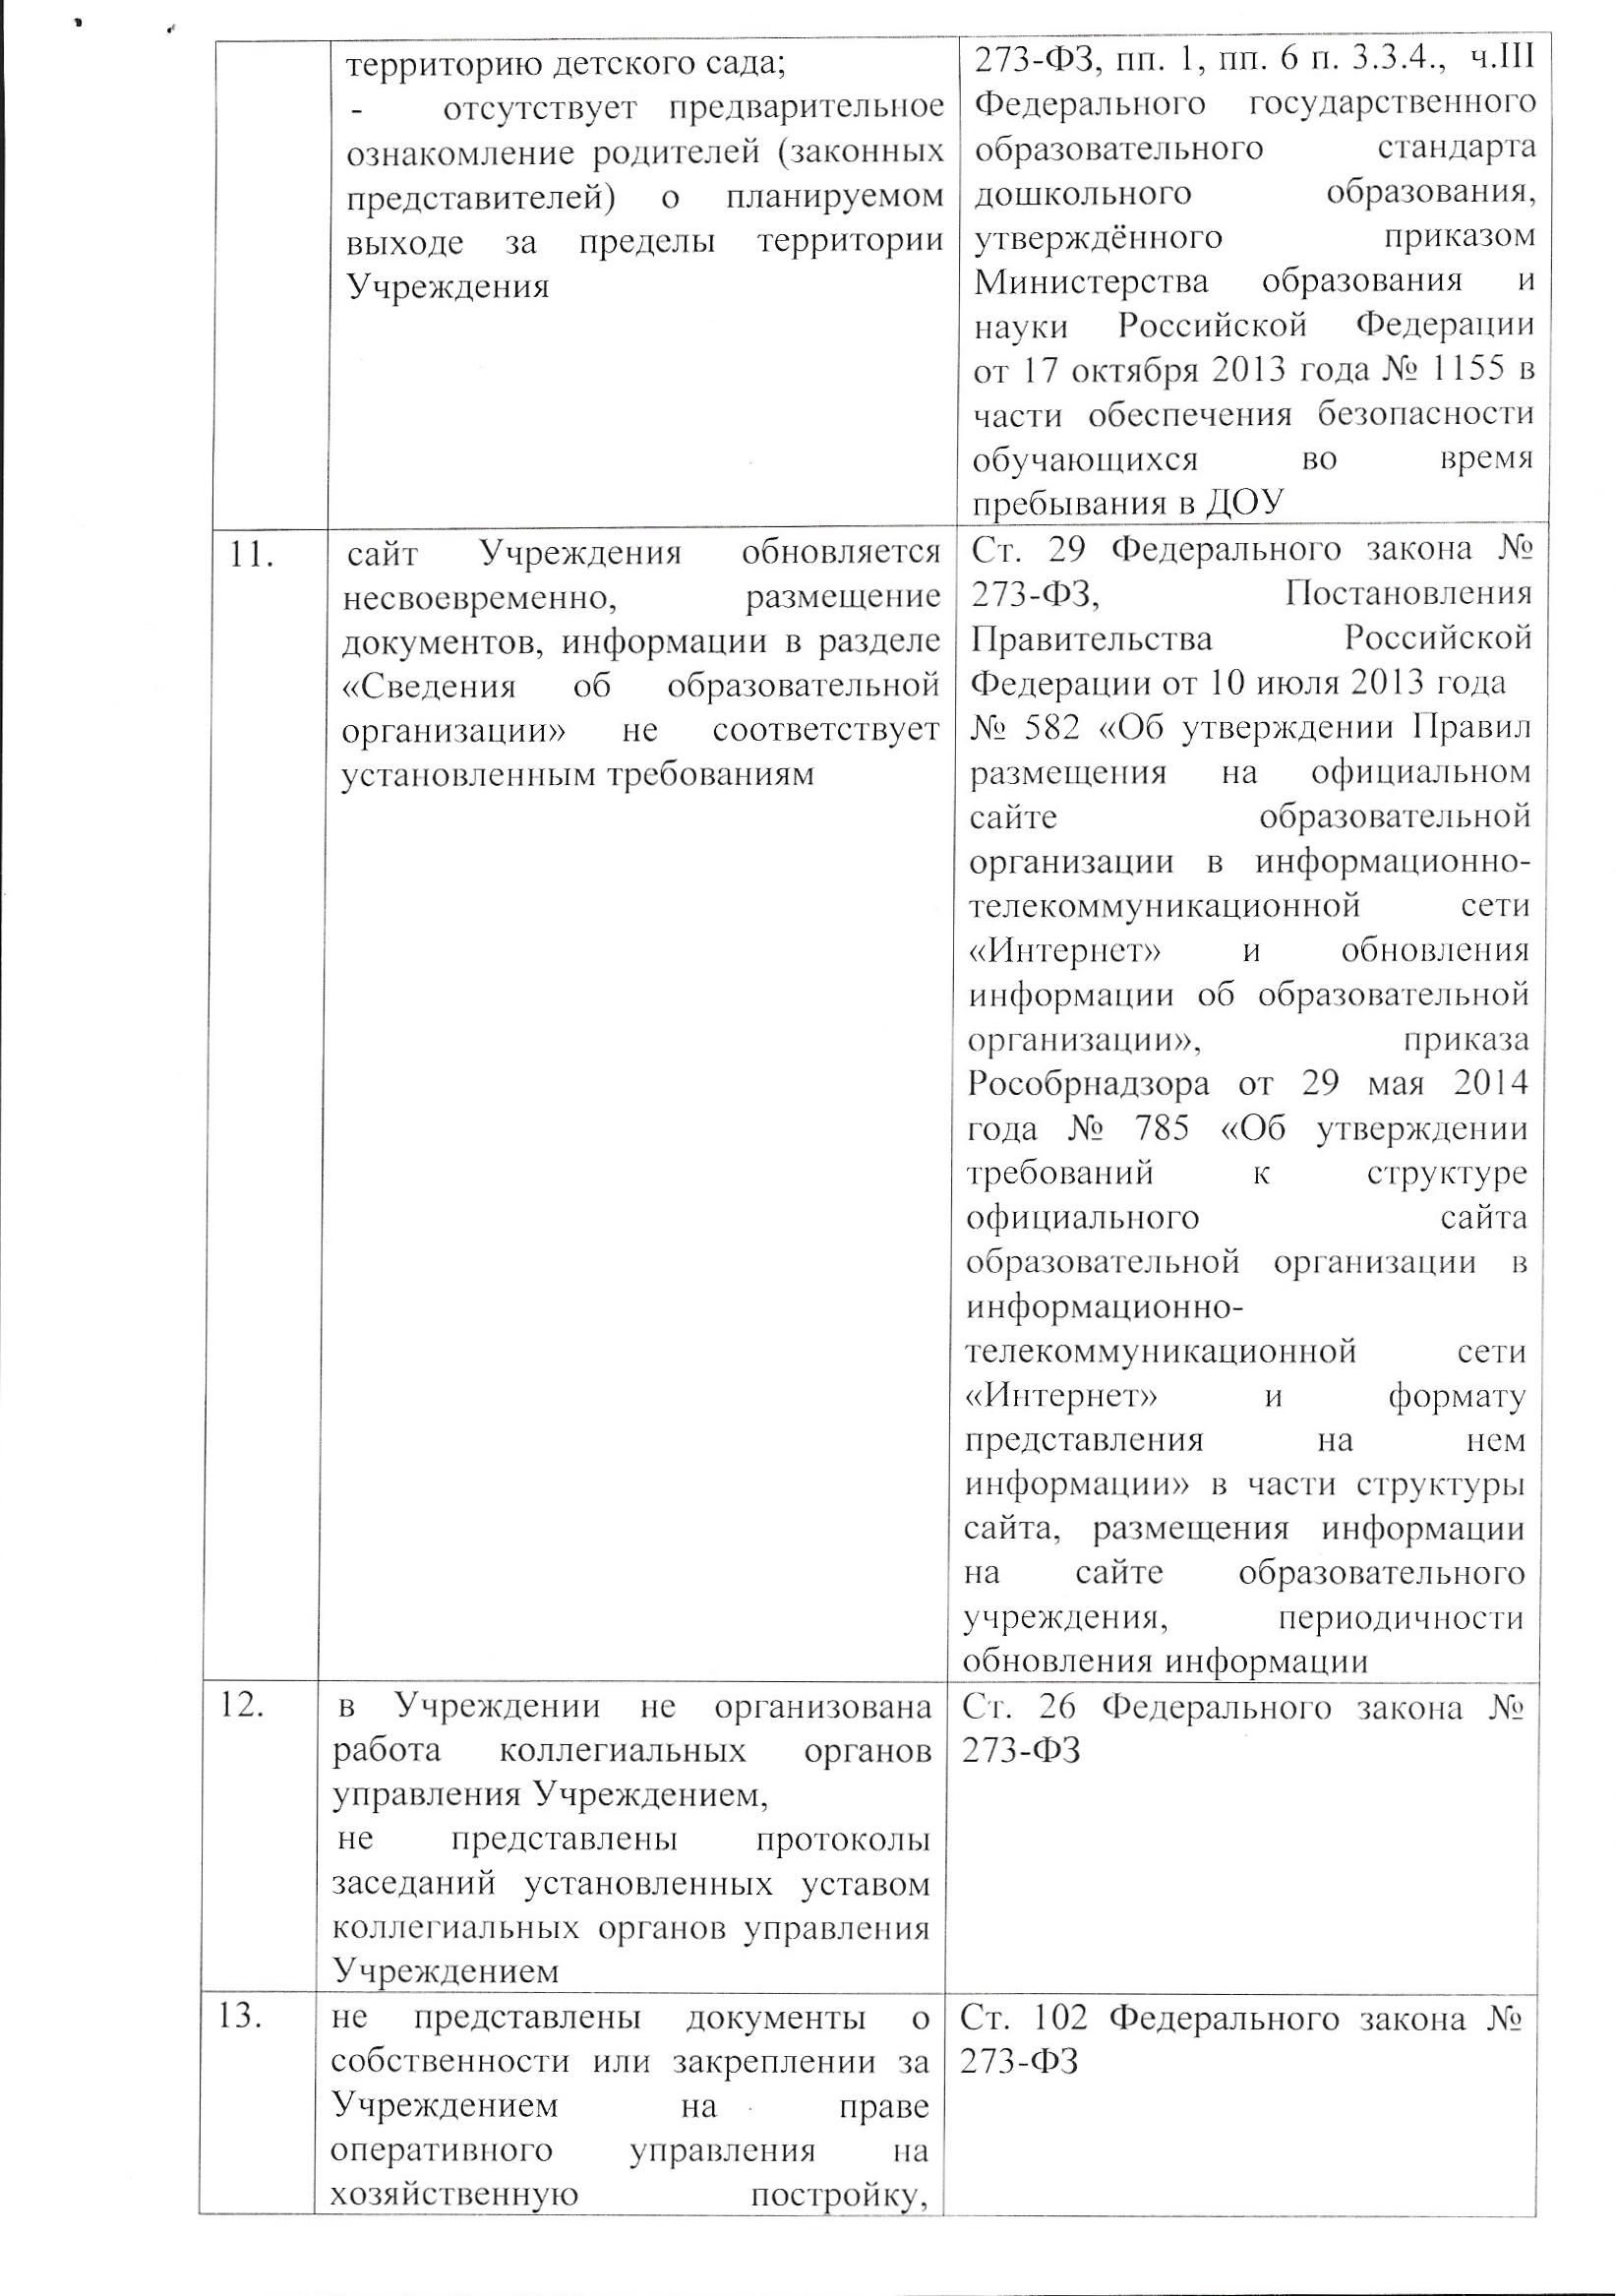 территорию детского сада;
- отсутствует предварительное
ознакомление родителей (законных
представителей) о планируемом
выходе за пределы территории
Учреждения
273-ФЗ, пп. 1, пп. 6 п. 3.3.4., ч.III
Федерального государственного
образовательного стандарта
дошкольного образования,
утверждённого приказом
Министерства образования и
науки Российской Федерации
от 17 октября 2013 года № 1155 в
части обеспечения безопасности
обучающихся во время
пребывания в ДОУ
11.
сайт Учреждения обновляется
несвоевременно, размещение
документов, информации в разделе
«Сведения об образовательной
организации» не соответствует
установленным требованиям
Ст. 29 Федерального закона №
273-ФЗ, Постановления
Правительства Российской
Федерации от 10 июля 2013 года
№ 582 «Об утверждении Правил
размещения на официальном
сайте образовательной
организации в информационно-
телекоммуникационной сети
«Интернет» и обновления
информации об образовательной
организации», приказа
Рособрнадзора от 29 мая 2014
года № 785 «Об утверждении
требований к структуре
официального сайта
образовательной организации в
информационно-
телекоммуникационной сети
«Интернет» и формату
представления на нем
информации» в части структуры
сайта, размещения информации
на сайте образовательного
учреждения, периодичности
обновления информации
12.
в Учреждении не организована
работа коллегиальных органов
управления Учреждением,
не представлены протоколы
заседаний установленных уставом
коллегиальных органов управления
Учреждением
Ст. 26 Федерального закона №
273-ФЗ
13.
не представлены документы о
собственности или закреплении за
Учреждением на праве
оперативного управления на
хозяйственную постройку,
Ст. 102 Федерального закона №
273-ФЗ